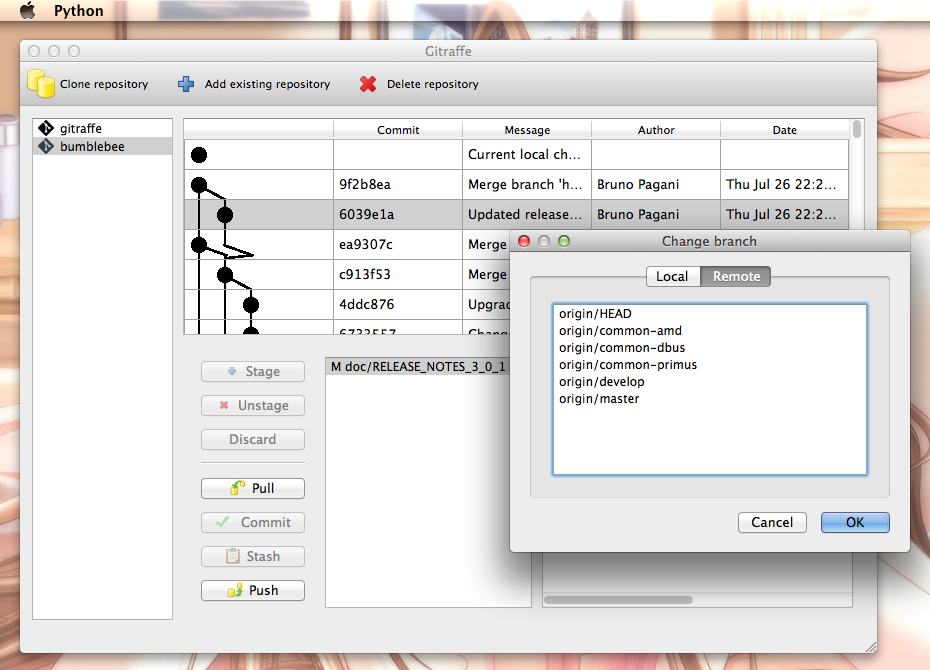 Python
Gitraffe
Clone repository Add existing repository Delete repository
gitraffe
bumblebee
Commit Message Author Date
Current local ch...
9f2b8ea Merge branch 'h... Bruno Pagani Thu Jul 26 22:2...
6039e1a Updated release... Bruno Pagani Thu Jul 26 22:2...
ea9307c Merge
c913f53 Merge
4ddc876 Upgrad
6733557 Chang
Stage
Unstage
Discard
Pull
Commit
Stash
Push
M doc/RELEASE_NOTES_3_0_1
Change branch
Local Remote
origin/HEAD
origin/common-amd
origin/common-dbus
origin/common-primus
origin/develop
origin/master
Cancel OK